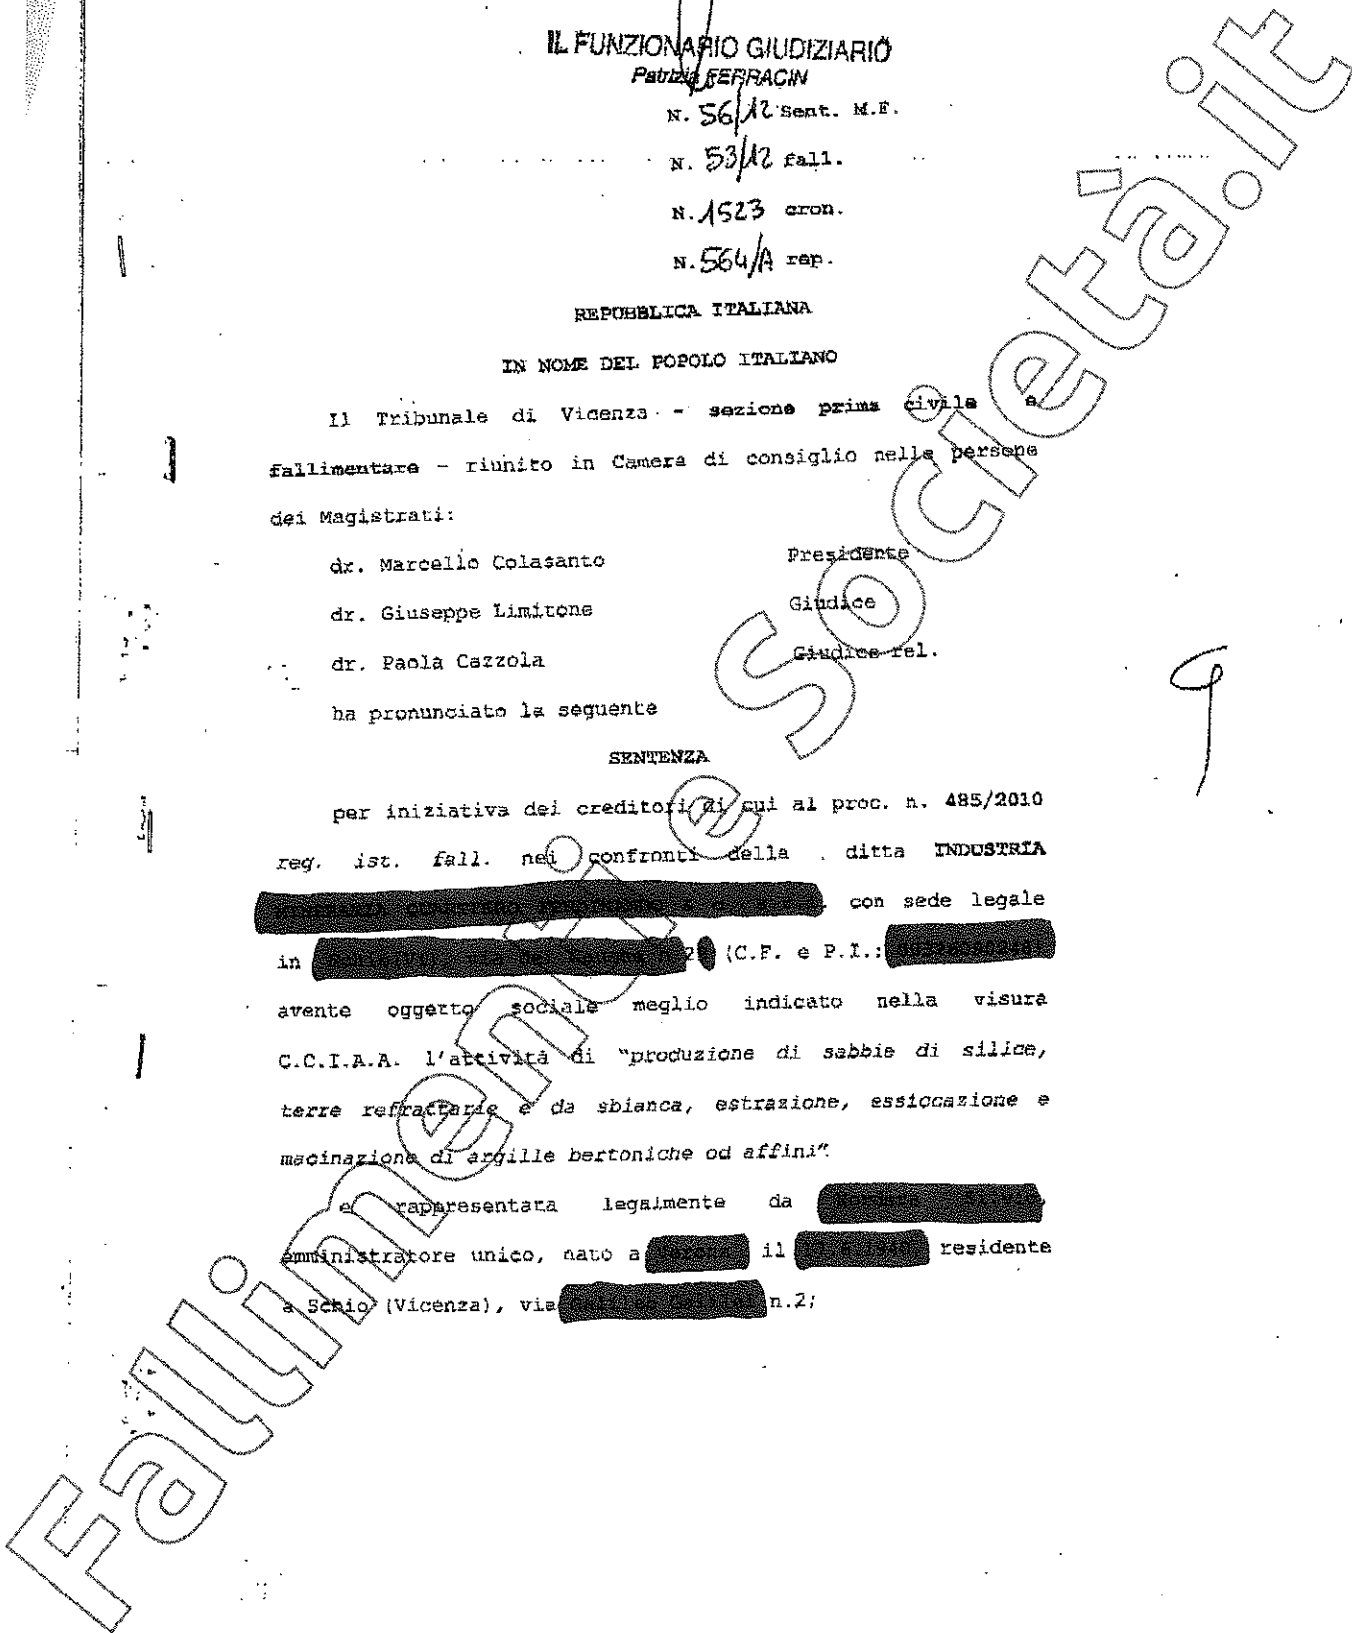 IL FUNZIONARIO GIUDIZIARIO
Patrizia FERRACIN
N. 56/12 Sent. M.F.
N. 53/12 fall.
N. 1523 cron.
N. 564/A rep.
REPUBBLICA ITALIANA
IN NOME DEL POPOLO ITALIANO
Il Tribunale di Vicenza - sezione prima civile e
fallimentare - riunito in Camera di consiglio nelle persone
dei Magistrati:
dr. Marcello Colasanto Presidente
dr. Giuseppe Limitone Giudice
dr. Paola Cazzola Giudice rel.
ha pronunciato la seguente
SENTENZA
per iniziativa dei creditori di cui al proc. n. 485/2010
reg. ist. fall. nei confronti della ditta INDUSTRIA
con sede legale
in (C.F. e P.I.:
avente oggetto sociale meglio indicato nella visura
C.C.I.A.A. l'attività di "produzione di sabbie di silice,
terre refrattarie e da sbianca, estrazione, essiccazione e
macinazione di argille bertoniche od affini".
e rappresentata legalmente da
amministratore unico, nato a il residente
a Schio (Vicenza), via n.2;
Fallimenti e Società.it